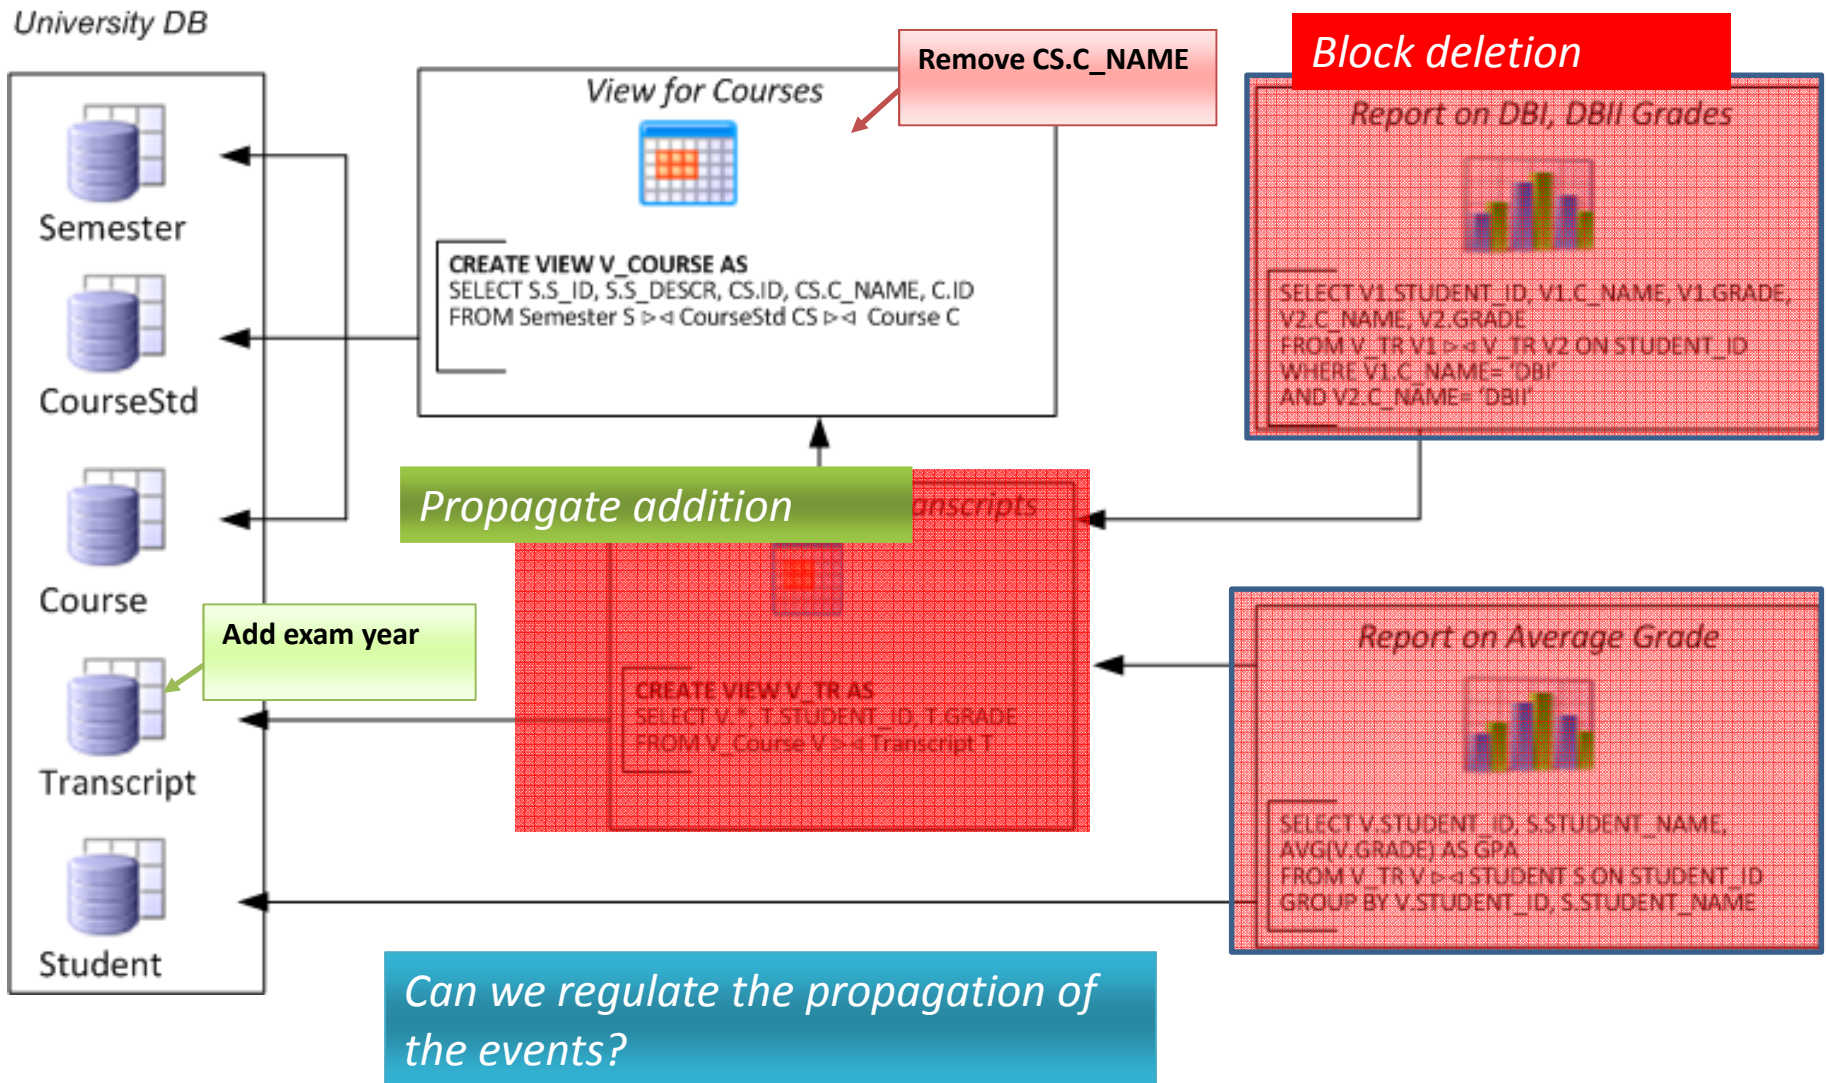 University DB
Semester
CourseStd
Course
Transcript
Student
Add exam year
View for Courses
Remove CS.C_NAME
CREATE VIEW V_COURSE AS
SELECT S.S_ID, S.S_DESCR, CS.ID, CS.C_NAME, C.ID
FROM Semester S ⊳⊲ CourseStd CS ⊳⊲ Course C
Propagate addition
anscripts
CREATE VIEW V_TR AS
SELECT V.*, T.STUDENT_ID, T.GRADE
FROM V_Course V ⊳⊲ Transcript T
Block deletion
Report on DBI, DBII Grades
SELECT V1.STUDENT_ID, V1.C_NAME, V1.GRADE,
V2.C_NAME, V2.GRADE
FROM V_TR V1 ⊳⊲ V_TR V2 ON STUDENT_ID
WHERE V1.C_NAME= ‘DBI’
AND V2.C_NAME= ‘DBII’
Report on Average Grade
SELECT V.STUDENT_ID, S.STUDENT_NAME,
AVG(V.GRADE) AS GPA
FROM V_TR V ⊳⊲ STUDENT S ON STUDENT_ID
GROUP BY V.STUDENT_ID, S.STUDENT_NAME
Can we regulate the propagation of
the events?